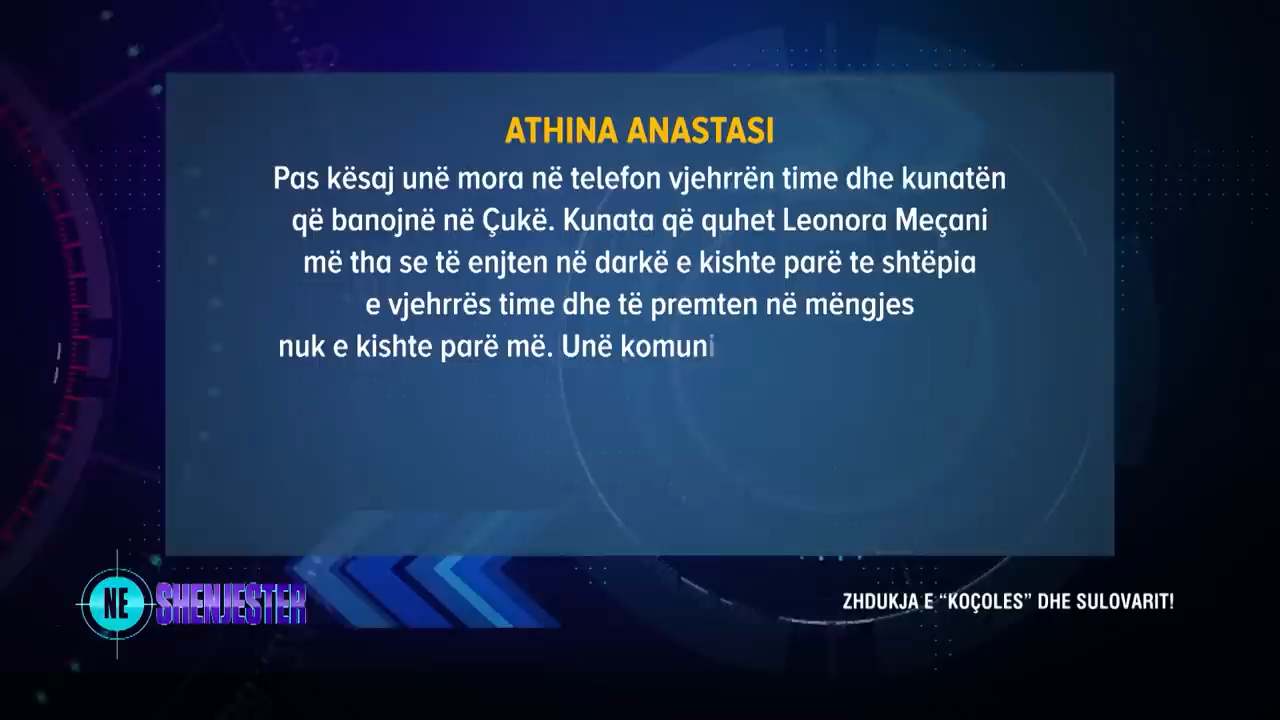 ATHINA ANASTASI
Pas kësaj unë mora në telefon vjehrrën time dhe kunatën
që banojnë në Çukë. Kunata që quhet Leonora Meçani
më tha se të enjten në darkë e kishte parë te shtëpia
e vjehrrës time dhe të premten në mëngjes
nuk e kishte parë më. Unë komuni
NE SHENJESTER
ZHDUKJA E “KOÇOLES” DHE SULOVARIT!